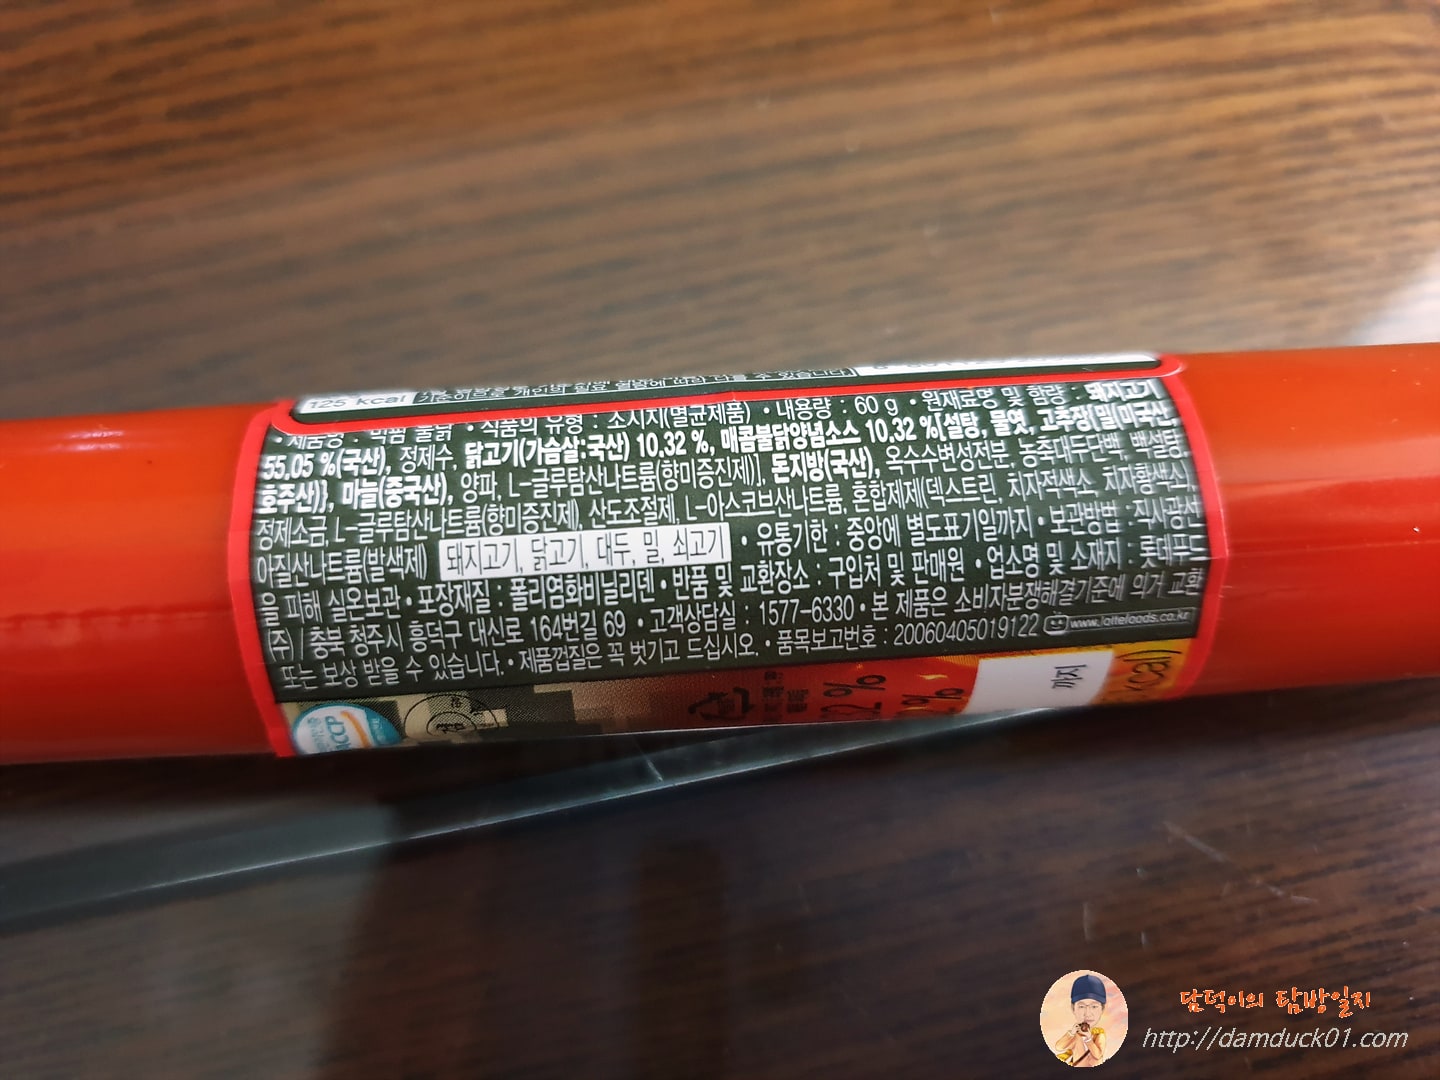 125 kcal
• 제품명 : 빅팜 불닭 • 식품의 유형 : 소시지(멸균제품) • 내용량 : 60 g • 원재료명 및 함량 : 돼지고기
55.05 %(국산), 정제수, 닭고기(가슴살:국산) 10.32 %, 매콤불닭양념소스 10.32 %[설탕, 물엿, 고추장{밀(미국산,
호주산)}, 마늘(중국산), 양파, L-글루탐산나트륨(향미증진제)], 돈지방(국산), 옥수수변성전분, 농축대두단백, 백설탕,
정제소금, L-글루탐산나트륨(향미증진제), 산도조절제, L-아스코브산나트륨, 혼합제제(덱스트린, 치자적색소, 치자황색소),
아질산나트륨(발색제) 돼지고기, 닭고기, 대두, 밀, 쇠고기 • 유통기한 : 중앙에 별도표기일까지 • 보관방법 : 직사광선
을 피해 실온보관 • 포장재질 : 폴리염화비닐리덴 • 반품 및 교환장소 : 구입처 및 판매원 • 업소명 및 소재지 : 롯데푸드
(주) / 충북 청주시 흥덕구 대신로 164번길 69 • 고객상담실 : 1577-6330 • 본 제품은 소비자분쟁해결기준에 의거 교환
또는 보상 받을 수 있습니다. • 제품껍질은 꼭 벗기고 드십시오. • 품목보고번호 : 20060405019122 www.lottefoods.co.kr
까지
담덕이의 탐방일지
http://damduck01.com